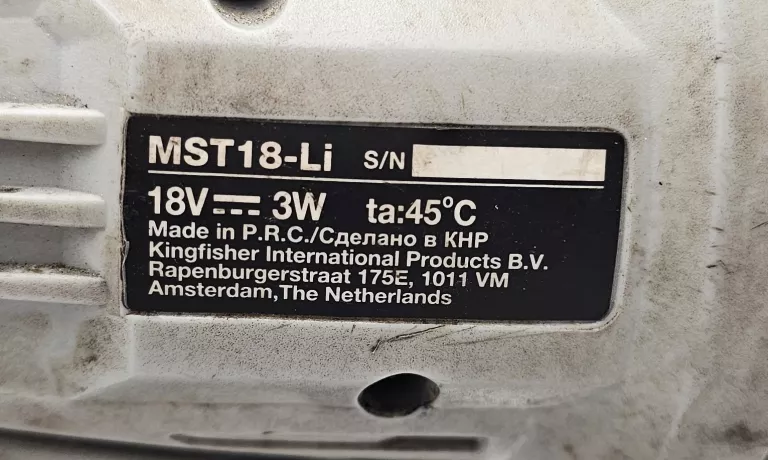 MST18-Li S/N
18V⎓ 3W ta:45°C
Made in P.R.C./Сделано в КНР
Kingfisher International Products B.V.
Rapenburgerstraat 175E, 1011 VM
Amsterdam,The Netherlands